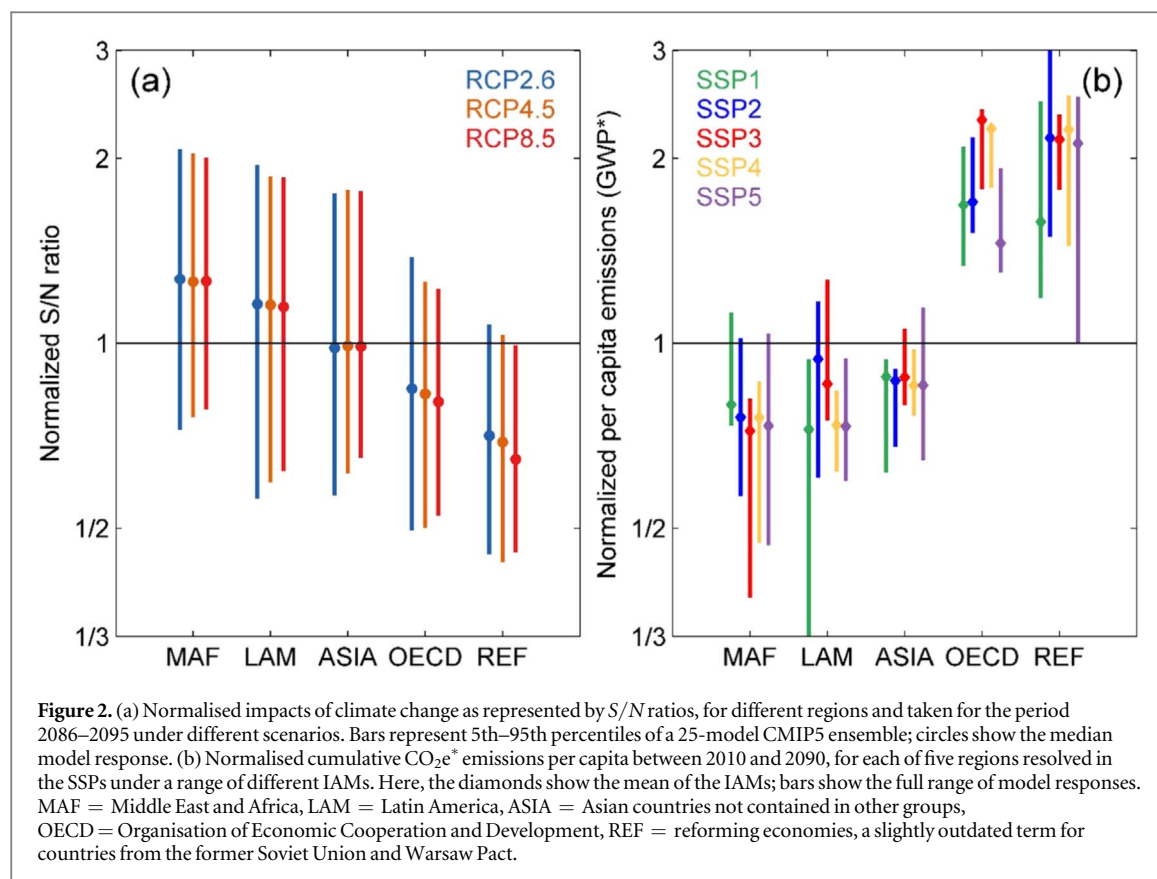 (a)
RCP2.6
RCP4.5
RCP8.5
Normalized S/N ratio
3
2
1
1/2
1/3
MAF LAM ASIA OECD REF
(b)
SSP1
SSP2
SSP3
SSP4
SSP5
Normalized per capita emissions (GWP*)
3
2
1
1/2
1/3
MAF LAM ASIA OECD REF
Figure 2. (a) Normalised impacts of climate change as represented by S/N ratios, for different regions and taken for the period
2086–2095 under different scenarios. Bars represent 5th–95th percentiles of a 25-model CMIP5 ensemble; circles show the median
model response. (b) Normalised cumulative CO₂e* emissions per capita between 2010 and 2090, for each of five regions resolved in
the SSPs under a range of different IAMs. Here, the diamonds show the mean of the IAMs; bars show the full range of model responses.
MAF = Middle East and Africa, LAM = Latin America, ASIA = Asian countries not contained in other groups,
OECD = Organisation of Economic Cooperation and Development, REF = reforming economies, a slightly outdated term for
countries from the former Soviet Union and Warsaw Pact.